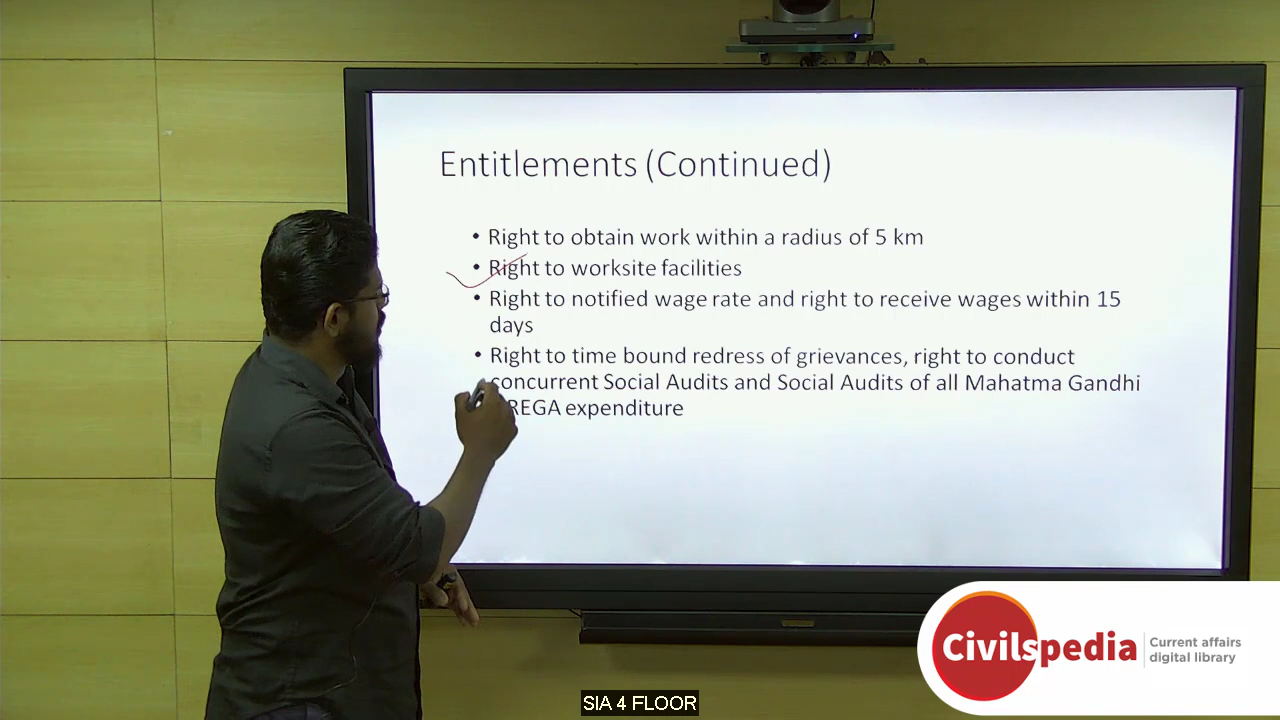 Entitlements (Continued)
• Right to obtain work within a radius of 5 km
• Right to worksite facilities
• Right to notified wage rate and right to receive wages within 15
days
• Right to time bound redress of grievances, right to conduct
concurrent Social Audits and Social Audits of all Mahatma Gandhi
REGA expenditure
Civilspedia
Current affairs
digital library
SIA 4 FLOOR